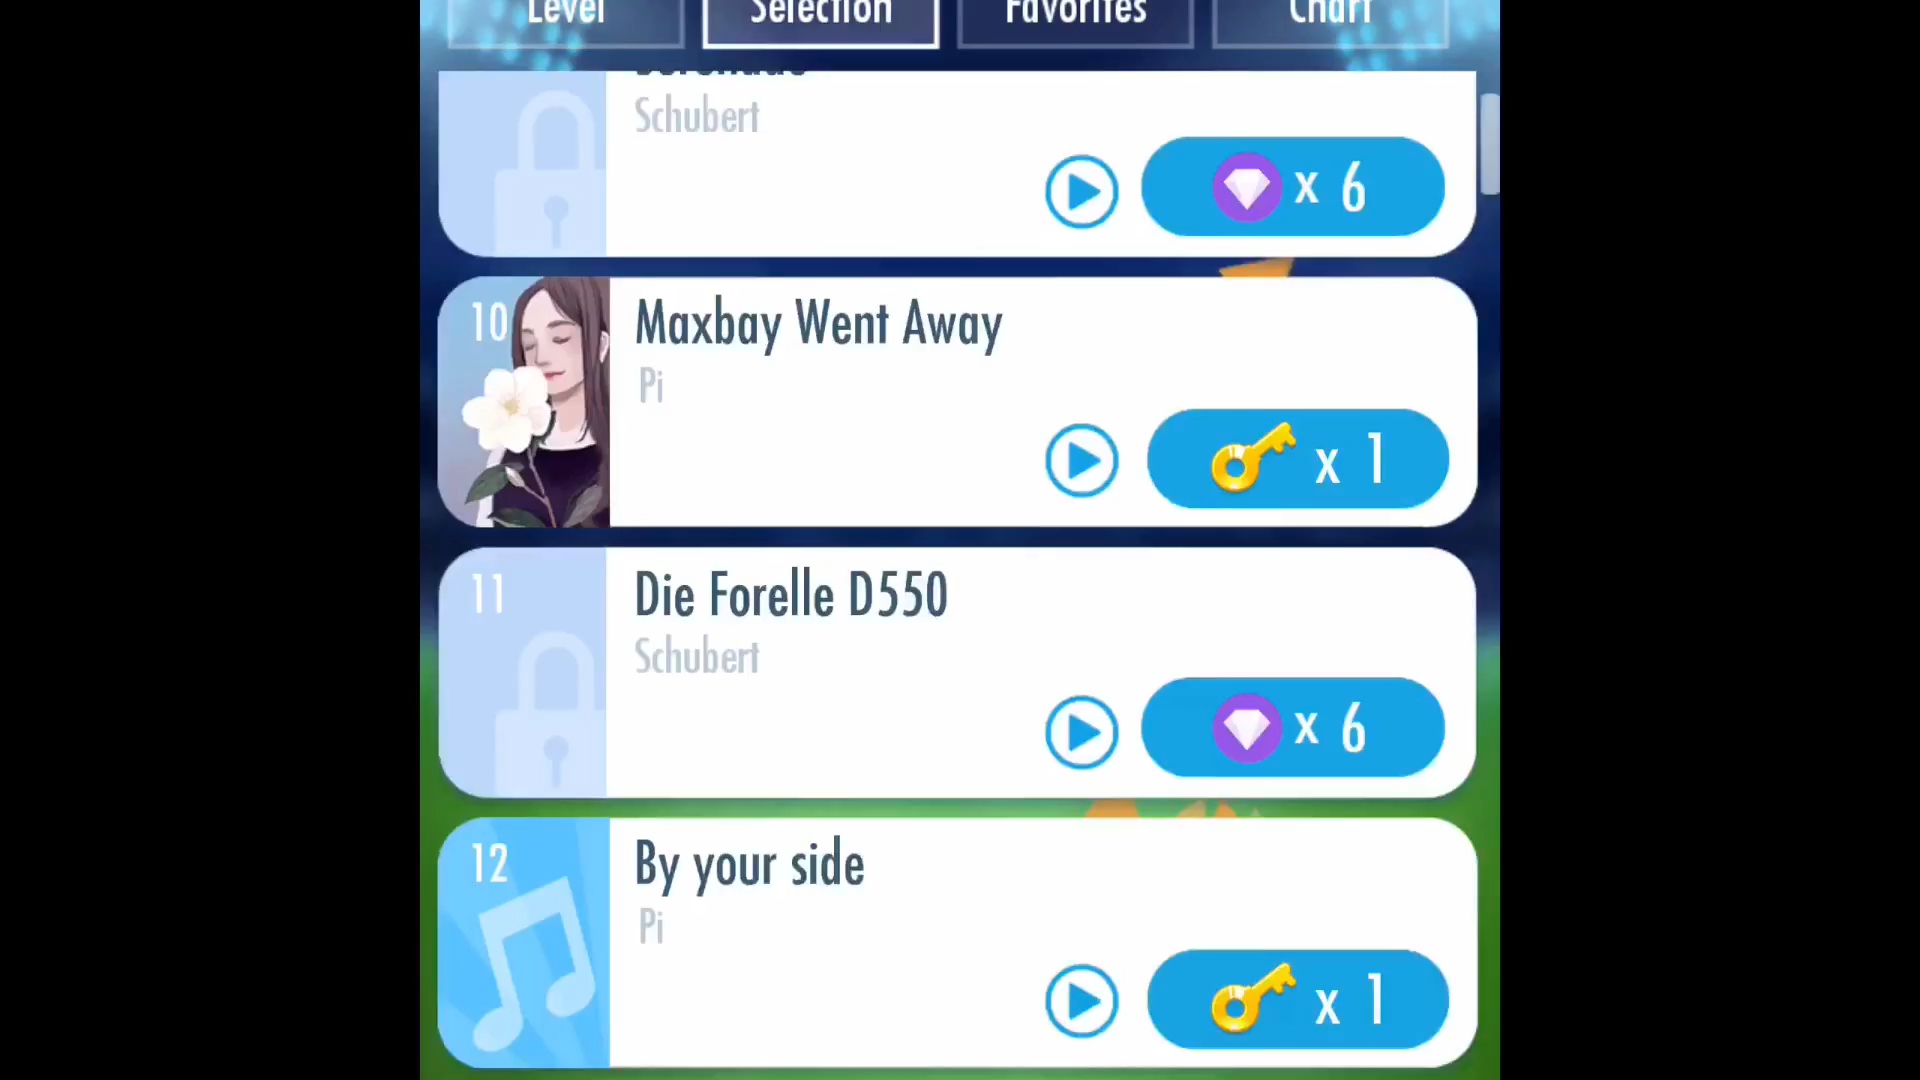 Level
Selection
Favorites
Chart
Serenade
Schubert
x 6
10
Maxbay Went Away
Pi
x 1
11
Die Forelle D550
Schubert
x 6
12
By your side
Pi
x 1